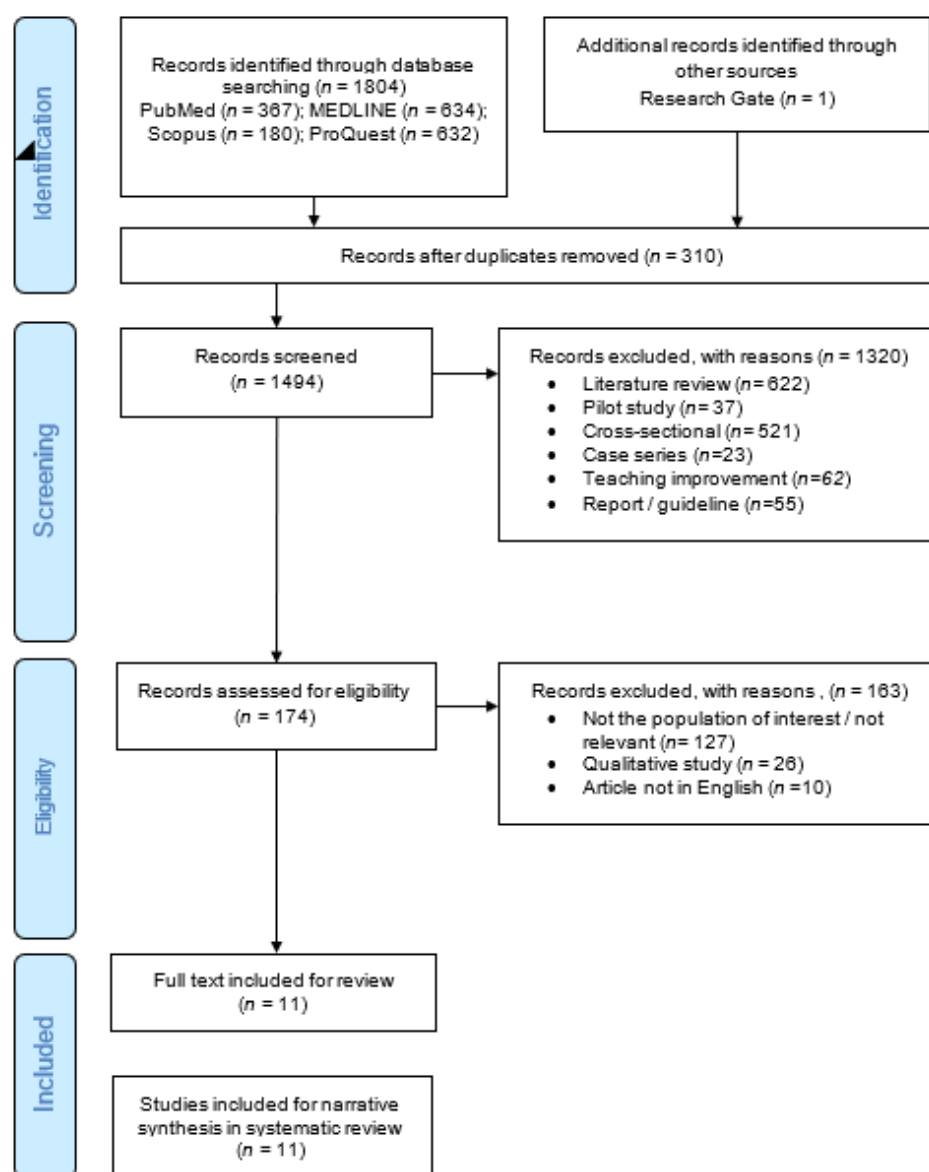 Identification
Records identified through database
searching (n = 1804)
PubMed (n = 367); MEDLINE (n = 634);
Scopus (n = 180); ProQuest (n = 632)
Additional records identified through
other sources
Research Gate (n = 1)
Records after duplicates removed (n = 310)
Screening
Records screened
(n = 1494)
Records excluded, with reasons (n = 1320)
• Literature review (n = 622)
• Pilot study (n = 37)
• Cross-sectional (n = 521)
• Case series (n=23)
• Teaching improvement (n=62)
• Report / guideline (n=55)
Eligibility
Records assessed for eligibility
(n = 174)
Records excluded, with reasons , (n = 163)
• Not the population of interest / not
relevant (n= 127)
• Qualitative study (n = 26)
• Article not in English (n =10)
Included
Full text included for review
(n = 11)
Studies included for narrative
synthesis in systematic review
(n = 11)